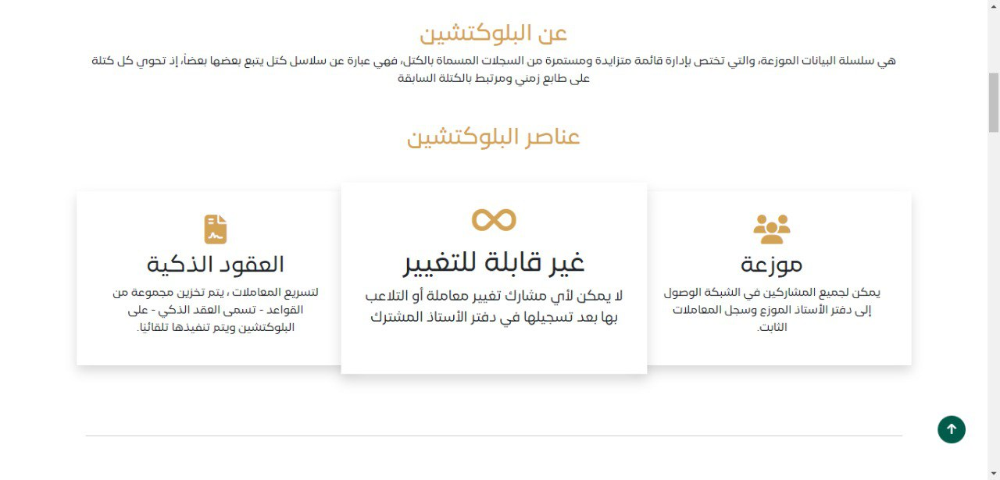 عن البلوكتشين
هي سلسلة البيانات الموزعة، والتي تختص بإدارة قائمة متزايدة ومستمرة من السجلات المسماة بالكتل، فهي عبارة عن سلاسل كتل يتبع بعضها بعضاً، إذ تحوي كل كتلة
على طابع زمني ومرتبط بالكتلة السابقة
عناصر البلوكتشين
موزعة
يمكن لجميع المشاركين في الشبكة الوصول
إلى دفتر الأستاذ الموزع وسجل المعاملات
الثابت.
غير قابلة للتغيير
لا يمكن لأي مشارك تغيير معاملة أو التلاعب
بها بعد تسجيلها في دفتر الأستاذ المشترك
العقود الذكية
لتسريع المعاملات ، يتم تخزين مجموعة من
القواعد - تسمى العقد الذكي - على
البلوكتشين ويتم تنفيذها تلقائيًا.